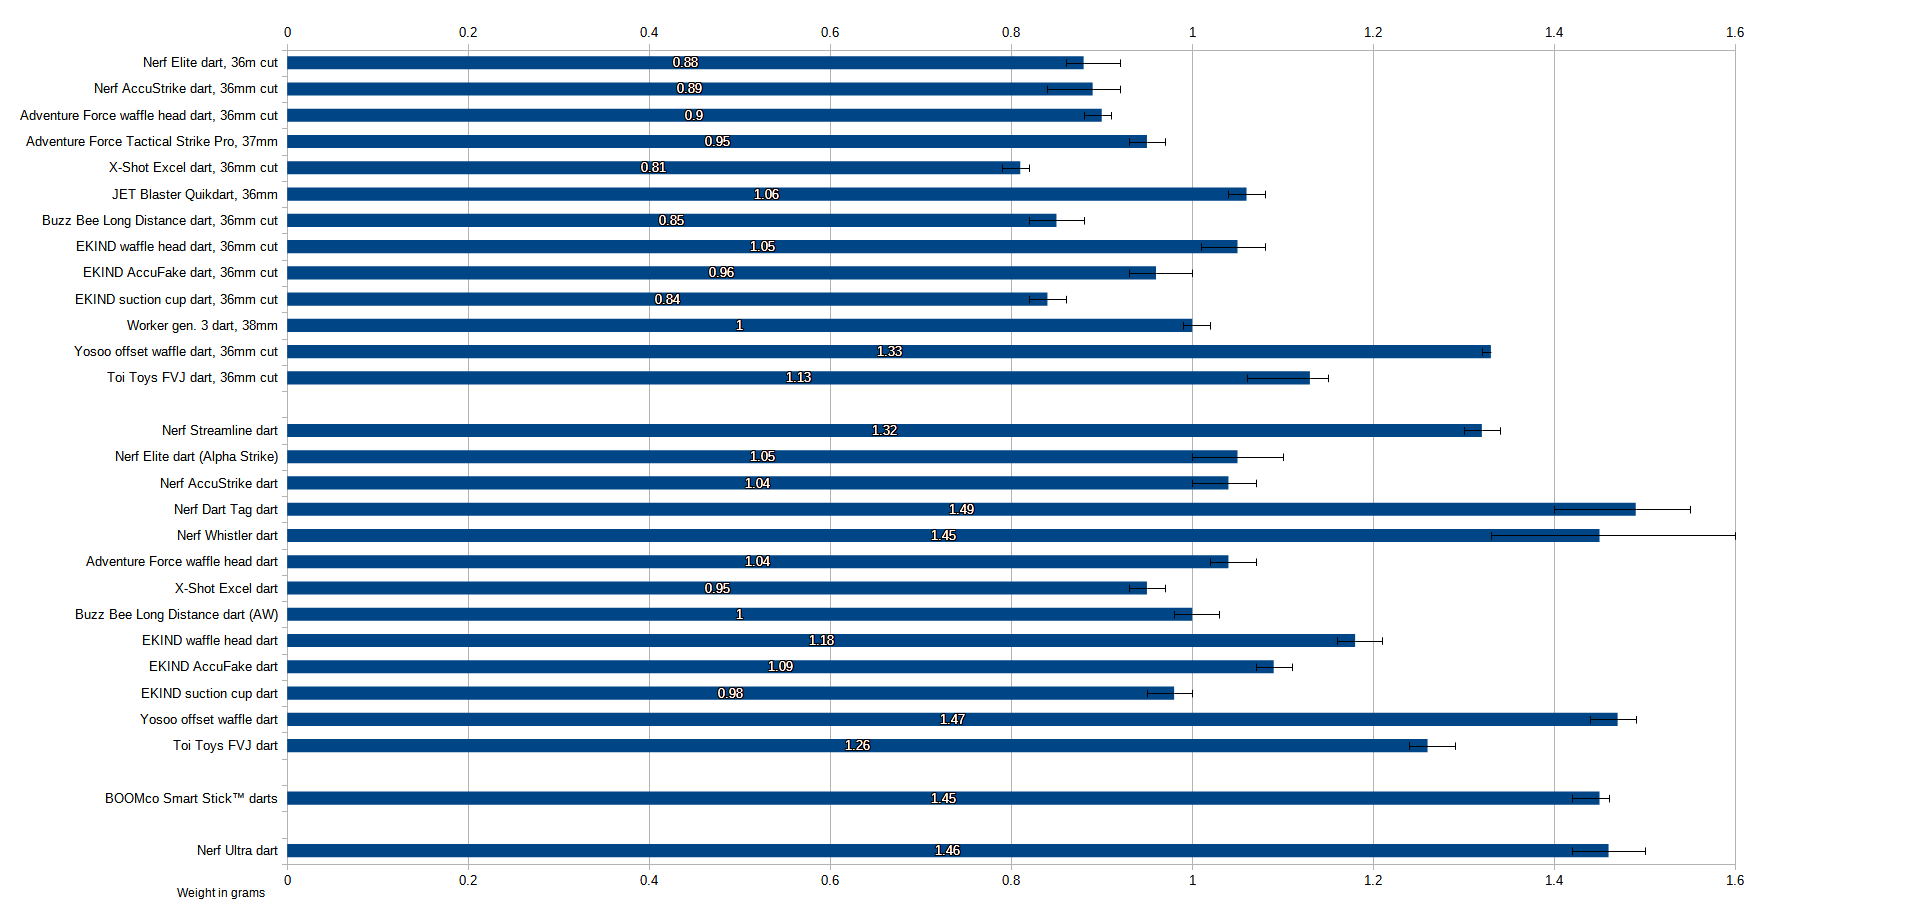 0 0.2 0.4 0.6 0.8 1 1.2 1.4 1.6
Nerf Elite dart, 36m cut 0.88
Nerf AccuStrike dart, 36mm cut 0.89
Adventure Force waffle head dart, 36mm cut 0.9
Adventure Force Tactical Strike Pro, 37mm 0.95
X-Shot Excel dart, 36mm cut 0.81
JET Blaster Quikdart, 36mm 1.06
Buzz Bee Long Distance dart, 36mm cut 0.85
EKIND waffle head dart, 36mm cut 1.05
EKIND AccuFake dart, 36mm cut 0.96
EKIND suction cup dart, 36mm cut 0.84
Worker gen. 3 dart, 38mm 1
Yosoo offset waffle dart, 36mm cut 1.33
Toi Toys FVJ dart, 36mm cut 1.13
Nerf Streamline dart 1.32
Nerf Elite dart (Alpha Strike) 1.05
Nerf AccuStrike dart 1.04
Nerf Dart Tag dart 1.49
Nerf Whistler dart 1.45
Adventure Force waffle head dart 1.04
X-Shot Excel dart 0.95
Buzz Bee Long Distance dart (AW) 1
EKIND waffle head dart 1.18
EKIND AccuFake dart 1.09
EKIND suction cup dart 0.98
Yosoo offset waffle dart 1.47
Toi Toys FVJ dart 1.26
BOOMco Smart Stick™ darts 1.45
Nerf Ultra dart 1.46
0 0.2 0.4 0.6 0.8 1 1.2 1.4 1.6
Weight in grams